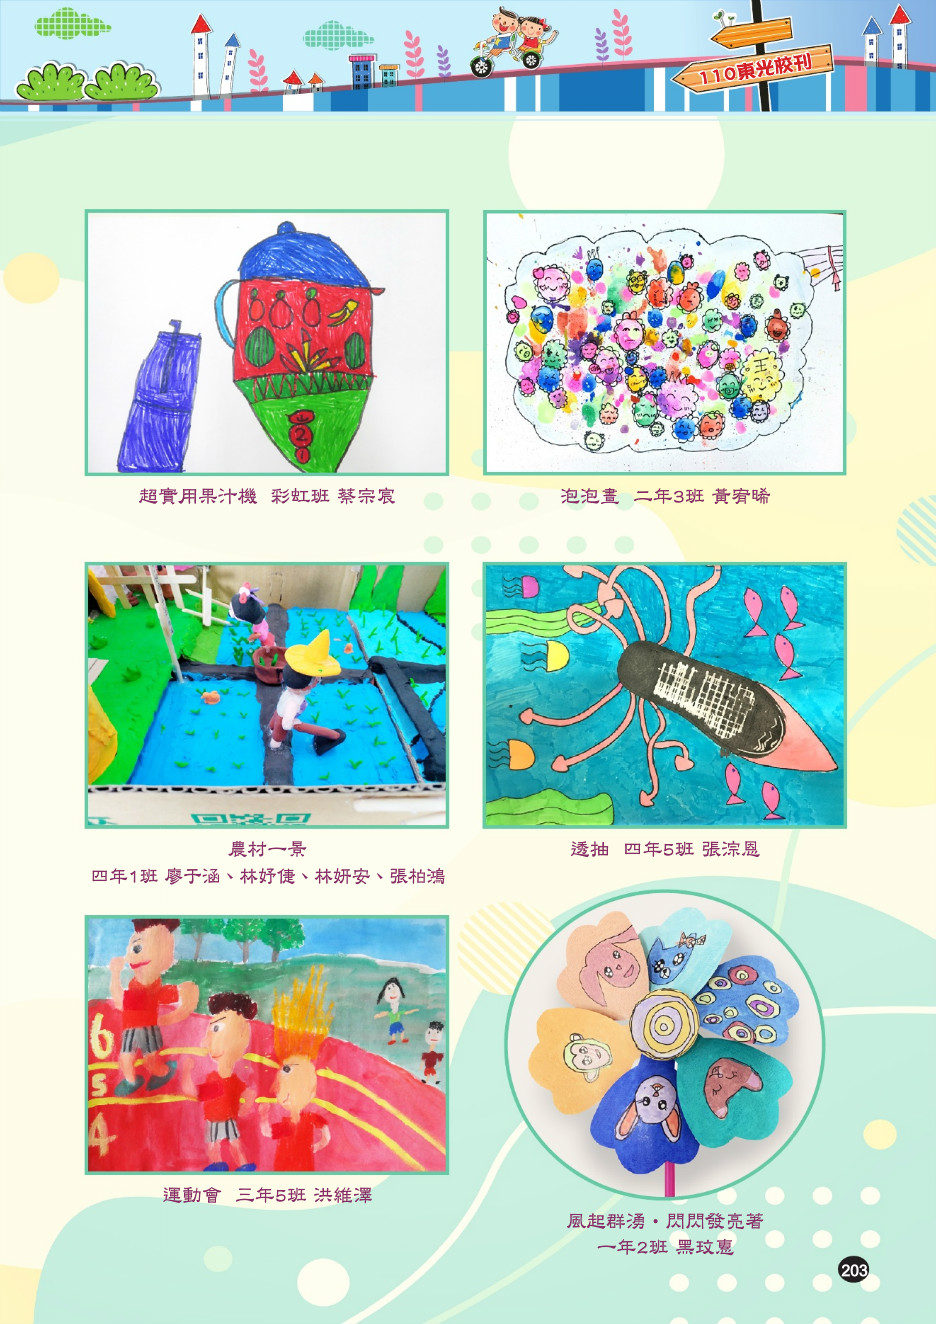 110東光校刊
超實用果汁機 彩虹班 蔡宗宸
泡泡畫 二年3班 黃宥晞
農村一景
四年1班 廖于涵、林妤倢、林妍安、張柏鴻
透抽 四年5班 張淙恩
6
5
4
運動會 三年5班 洪維澤
風起群湧・閃閃發亮著
一年2班 黑玟惠
203